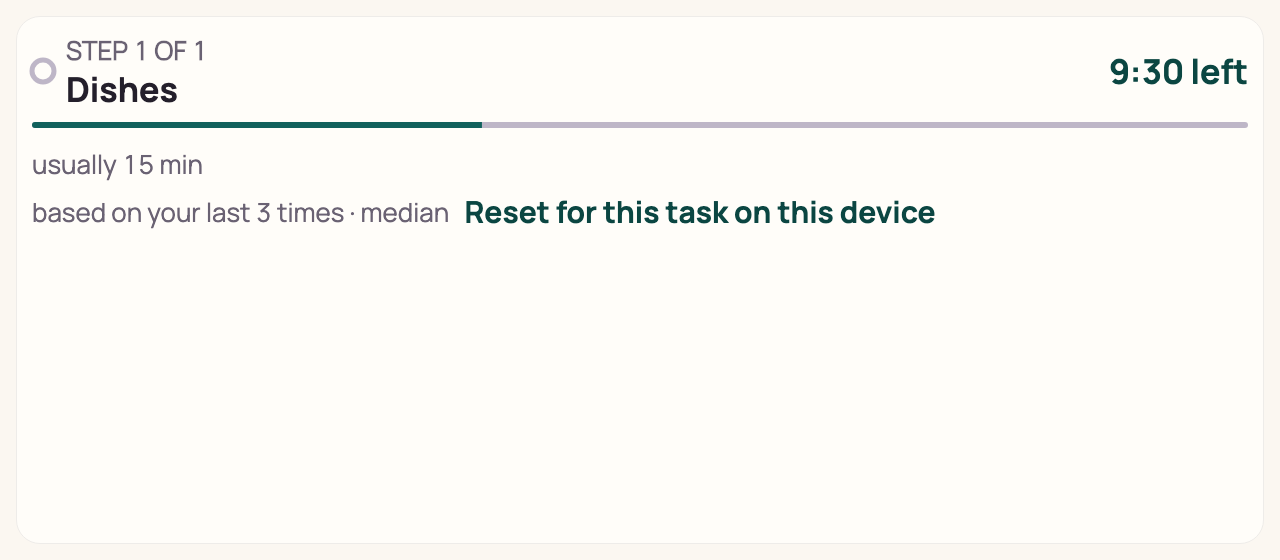 STEP 1 OF 1
Dishes
9:30 left
usually 15 min
based on your last 3 times · median Reset for this task on this device